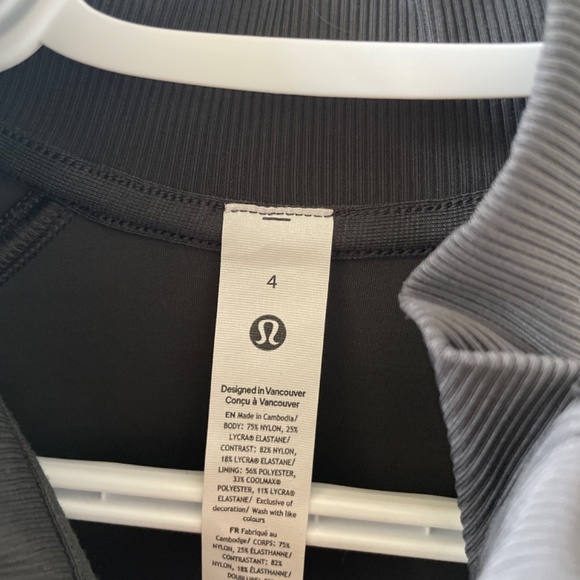 4
Designed in Vancouver
Conçu à Vancouver
EN Made in Cambodia/
BODY: 75% NYLON, 25%
LYCRA® ELASTANE/
CONTRAST: 82% NYLON,
18% LYCRA® ELASTANE/
LINING: 56% POLYESTER,
33% COOLMAX®
POLYESTER, 11% LYCRA®
ELASTANE/ Exclusive of
decoration/ Wash with like
colours
FR Fabriqué au
Cambodge/ CORPS: 75%
NYLON, 25% ÉLASTHANNE/
CONTRASTANT: 82%
NYLON, 18% ÉLASTHANNE/